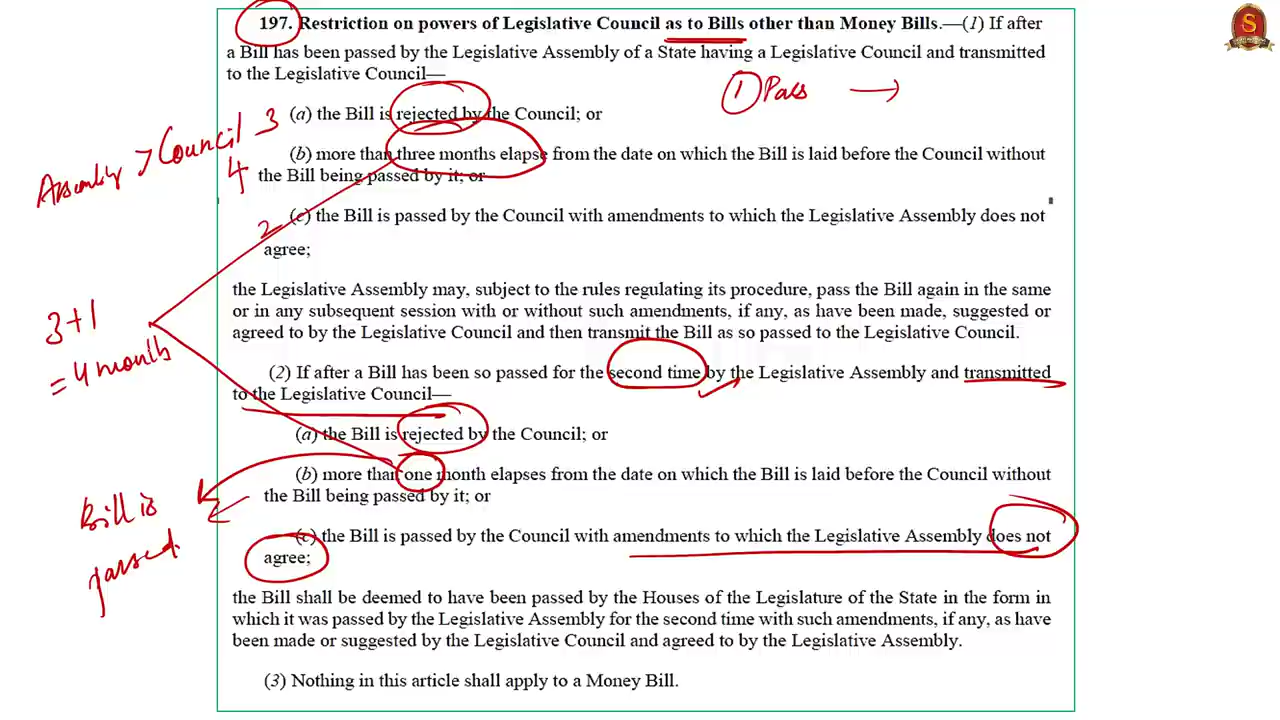 197. Restriction on powers of Legislative Council as to Bills other than Money Bills.—(1) If after
a Bill has been passed by the Legislative Assembly of a State having a Legislative Council and transmitted
to the Legislative Council—
① Pass →
(a) the Bill is rejected by the Council; or
Assembly > Council 3
4
(b) more than three months elapse from the date on which the Bill is laid before the Council without
the Bill being passed by it; or
2
(c) the Bill is passed by the Council with amendments to which the Legislative Assembly does not
agree;
the Legislative Assembly may, subject to the rules regulating its procedure, pass the Bill again in the same
or in any subsequent session with or without such amendments, if any, as have been made, suggested or
agreed to by the Legislative Council and then transmit the Bill as so passed to the Legislative Council.
3+1
= 4 month
(2) If after a Bill has been so passed for the second time by the Legislative Assembly and transmitted
to the Legislative Council—
(a) the Bill is rejected by the Council; or
(b) more than one month elapses from the date on which the Bill is laid before the Council without
the Bill being passed by it; or
Bill is
passed.
(c) the Bill is passed by the Council with amendments to which the Legislative Assembly does not
agree;
the Bill shall be deemed to have been passed by the Houses of the Legislature of the State in the form in
which it was passed by the Legislative Assembly for the second time with such amendments, if any, as have
been made or suggested by the Legislative Council and agreed to by the Legislative Assembly.
(3) Nothing in this article shall apply to a Money Bill.
S